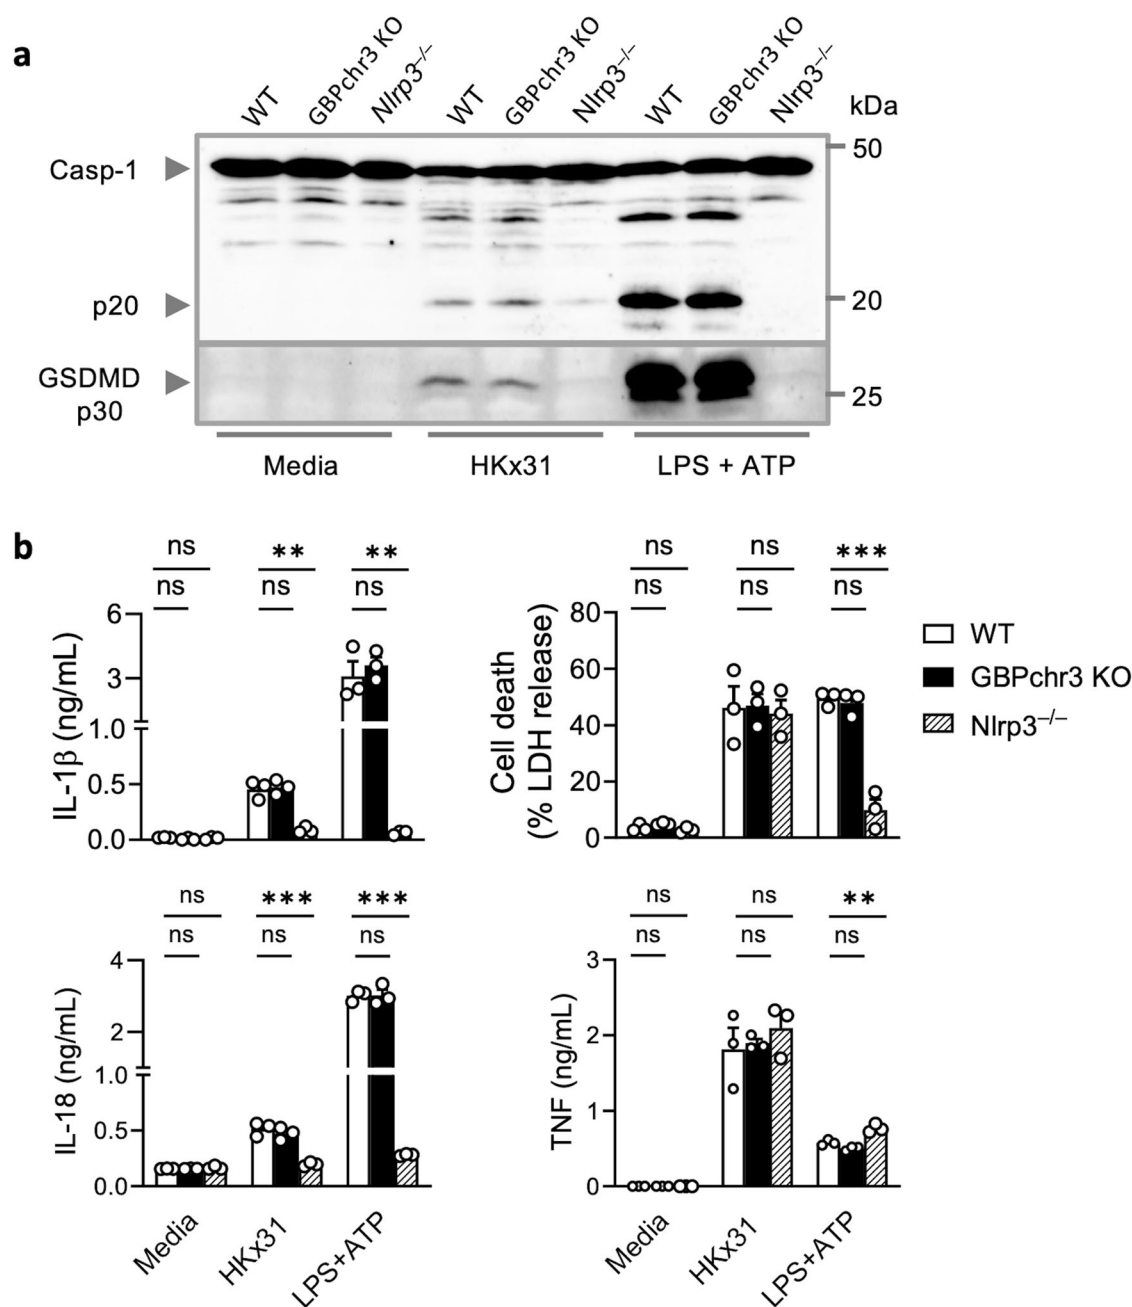 a
WT
GBPchr3 KO
Nlrp3–/–
WT
GBPchr3 KO
Nlrp3–/–
WT
GBPchr3 KO
Nlrp3–/–
kDa
Casp-1
50
p20
20
GSDMD
p30
25
Media
HKx31
LPS + ATP
b
ns
**
**
ns
ns
ns
6
3
1.0
0.5
0.0
IL-1β (ng/mL)
ns
ns
***
ns
ns
ns
80
60
40
20
0
Cell death
(% LDH release)
WT
GBPchr3 KO
Nlrp3–/–
ns
***
***
ns
ns
ns
4
2
1.0
0.5
0.0
IL-18 (ng/mL)
Media
HKx31
LPS+ATP
ns
ns
**
ns
ns
ns
3
2
1
0
TNF (ng/mL)
Media
HKx31
LPS+ATP